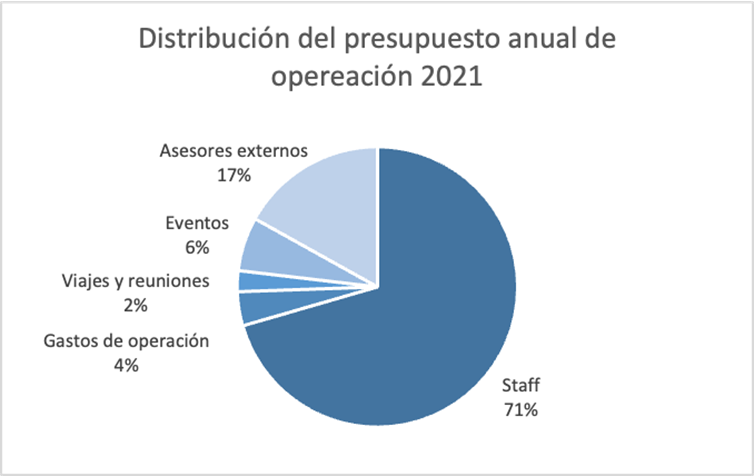 Distribución del presupuesto anual de
opereación 2021
Asesores externos
17%
Eventos
6%
Viajes y reuniones
2%
Gastos de operación
4%
Staff
71%